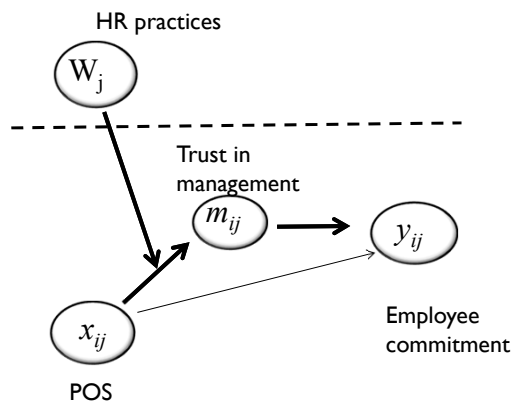 HR practices
Wj
Trust in
management
mij
yij
xij
Employee
commitment
POS